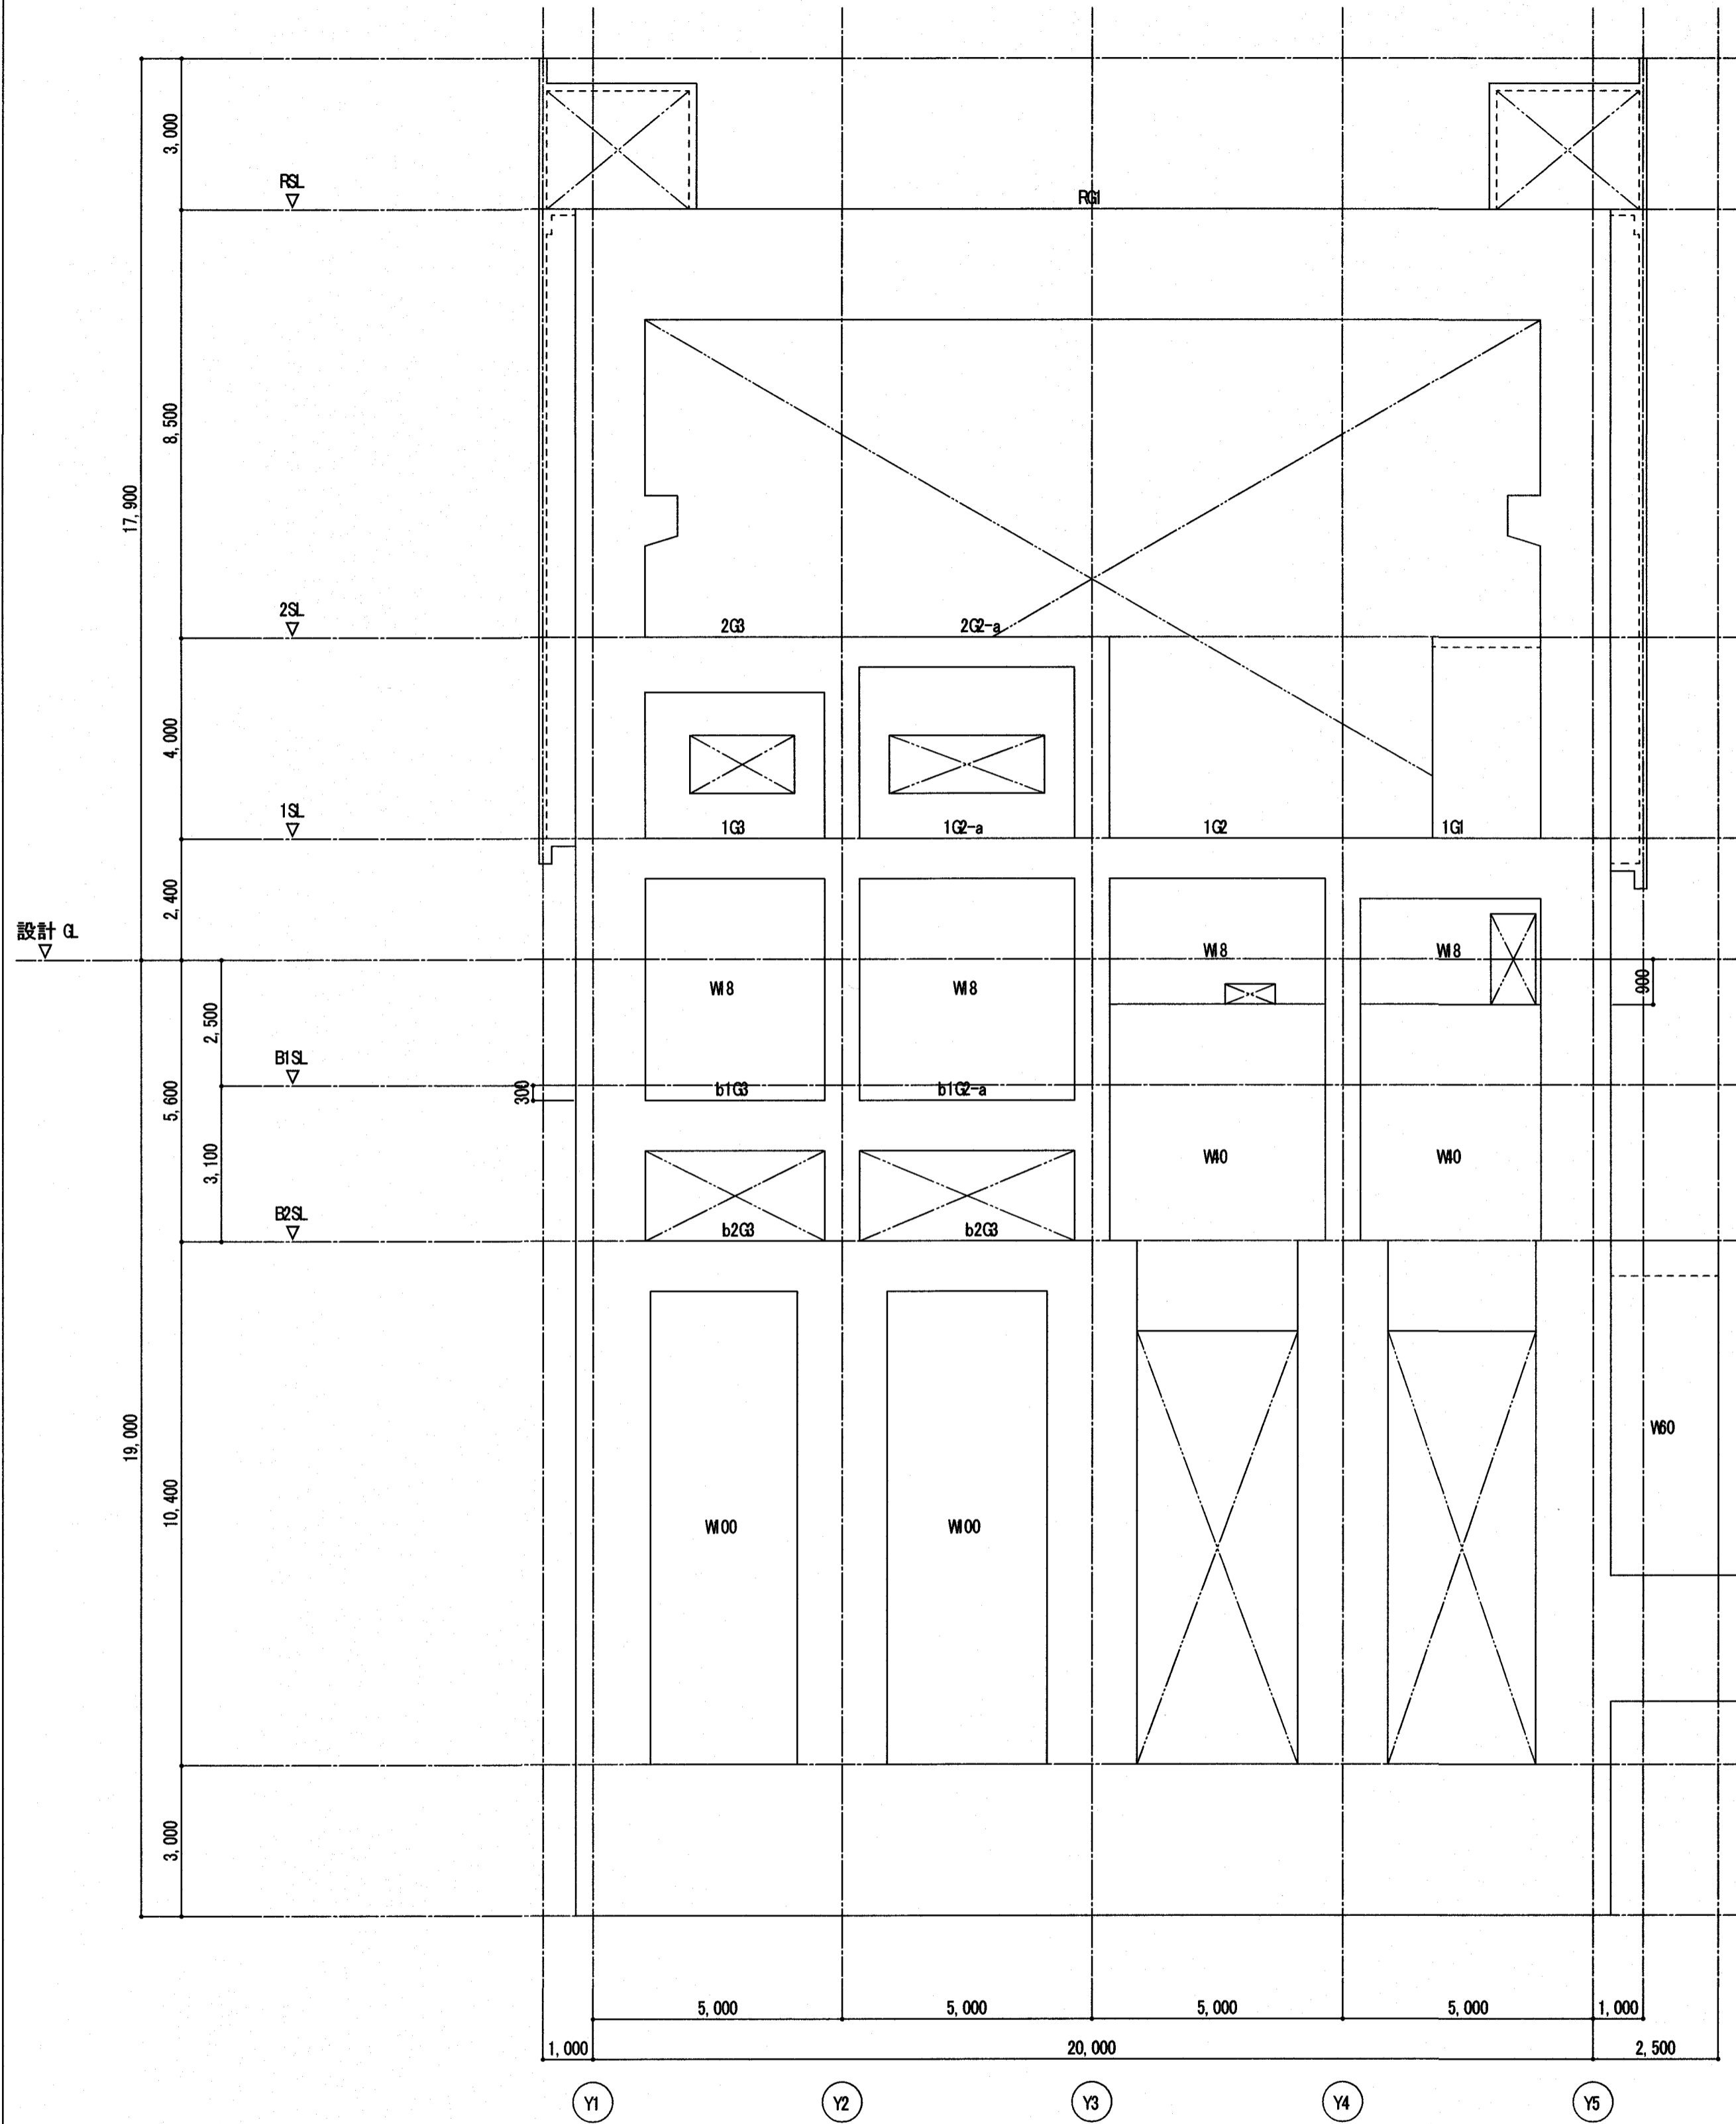 3,000
RSL
RG1
8,500
17,900
2SL
2G3
2G2-a
4,000
1SL
1G3
1G2-a
1G2
1G1
2,400
設計 GL
W18
W18
W18
W18
900
2,500
B1SL
300
b1G3
b1G2-a
5,600
3,100
W40
W40
B2SL
b2G3
b2G3
19,000
10,400
W60
W100
W100
3,000
5,000
5,000
5,000
5,000
1,000
1,000
20,000
2,500
Y1
Y2
Y3
Y4
Y5